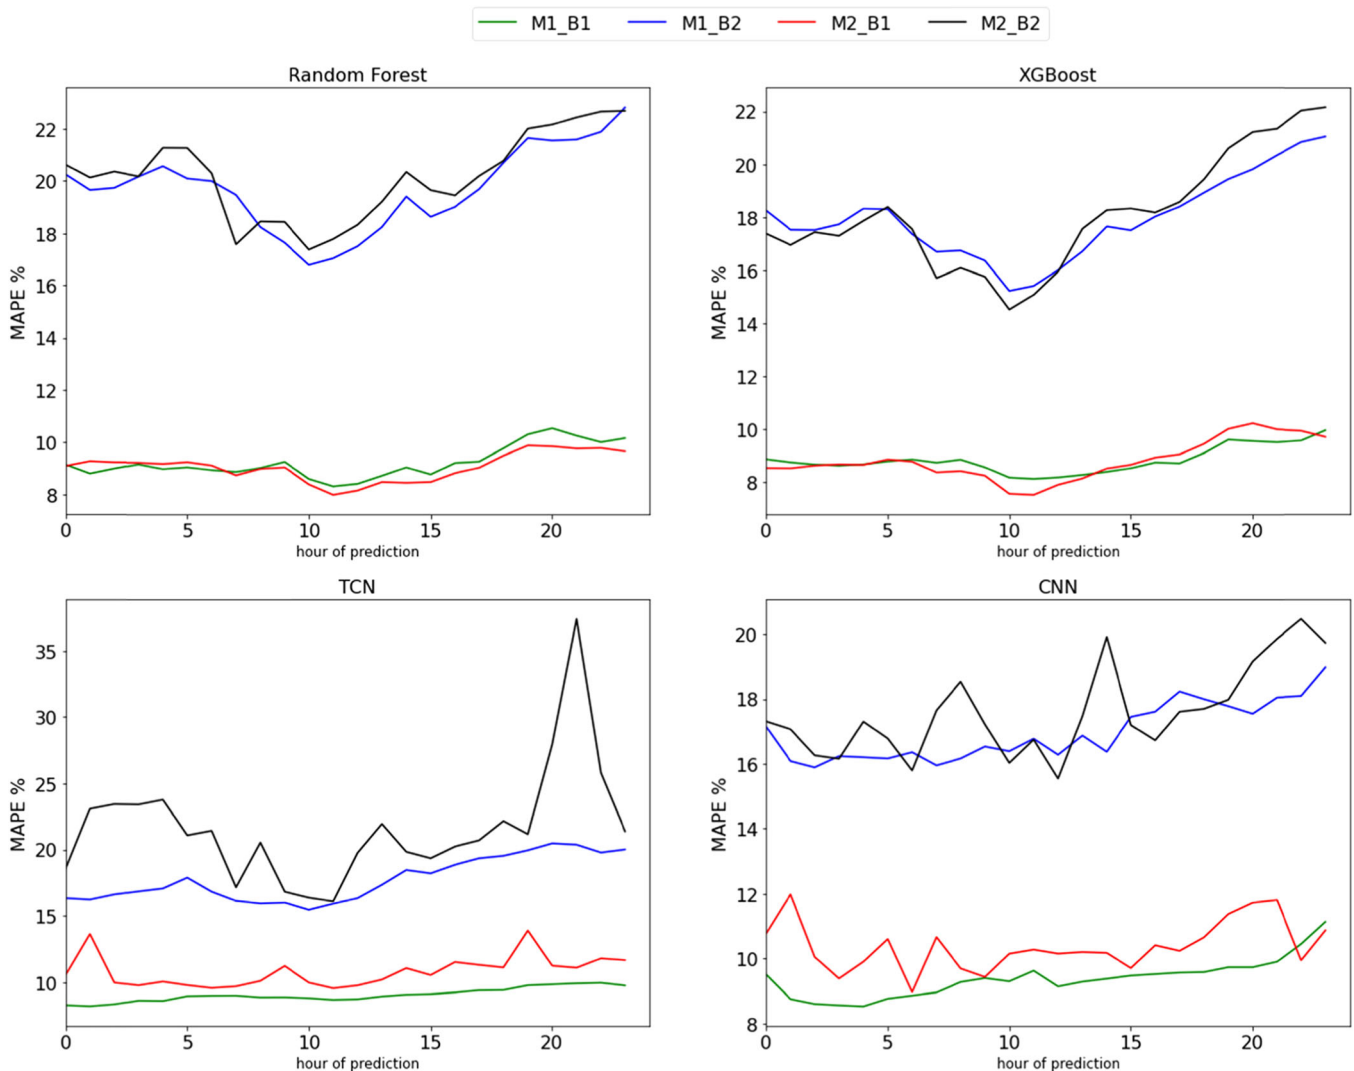 M1_B1 M1_B2 M2_B1 M2_B2
Random Forest
MAPE %
22
20
18
16
14
12
10
8
0 5 10 15 20
hour of prediction
XGBoost
MAPE %
22
20
18
16
14
12
10
8
0 5 10 15 20
hour of prediction
TCN
MAPE %
35
30
25
20
15
10
0 5 10 15 20
hour of prediction
CNN
MAPE %
20
18
16
14
12
10
8
0 5 10 15 20
hour of prediction